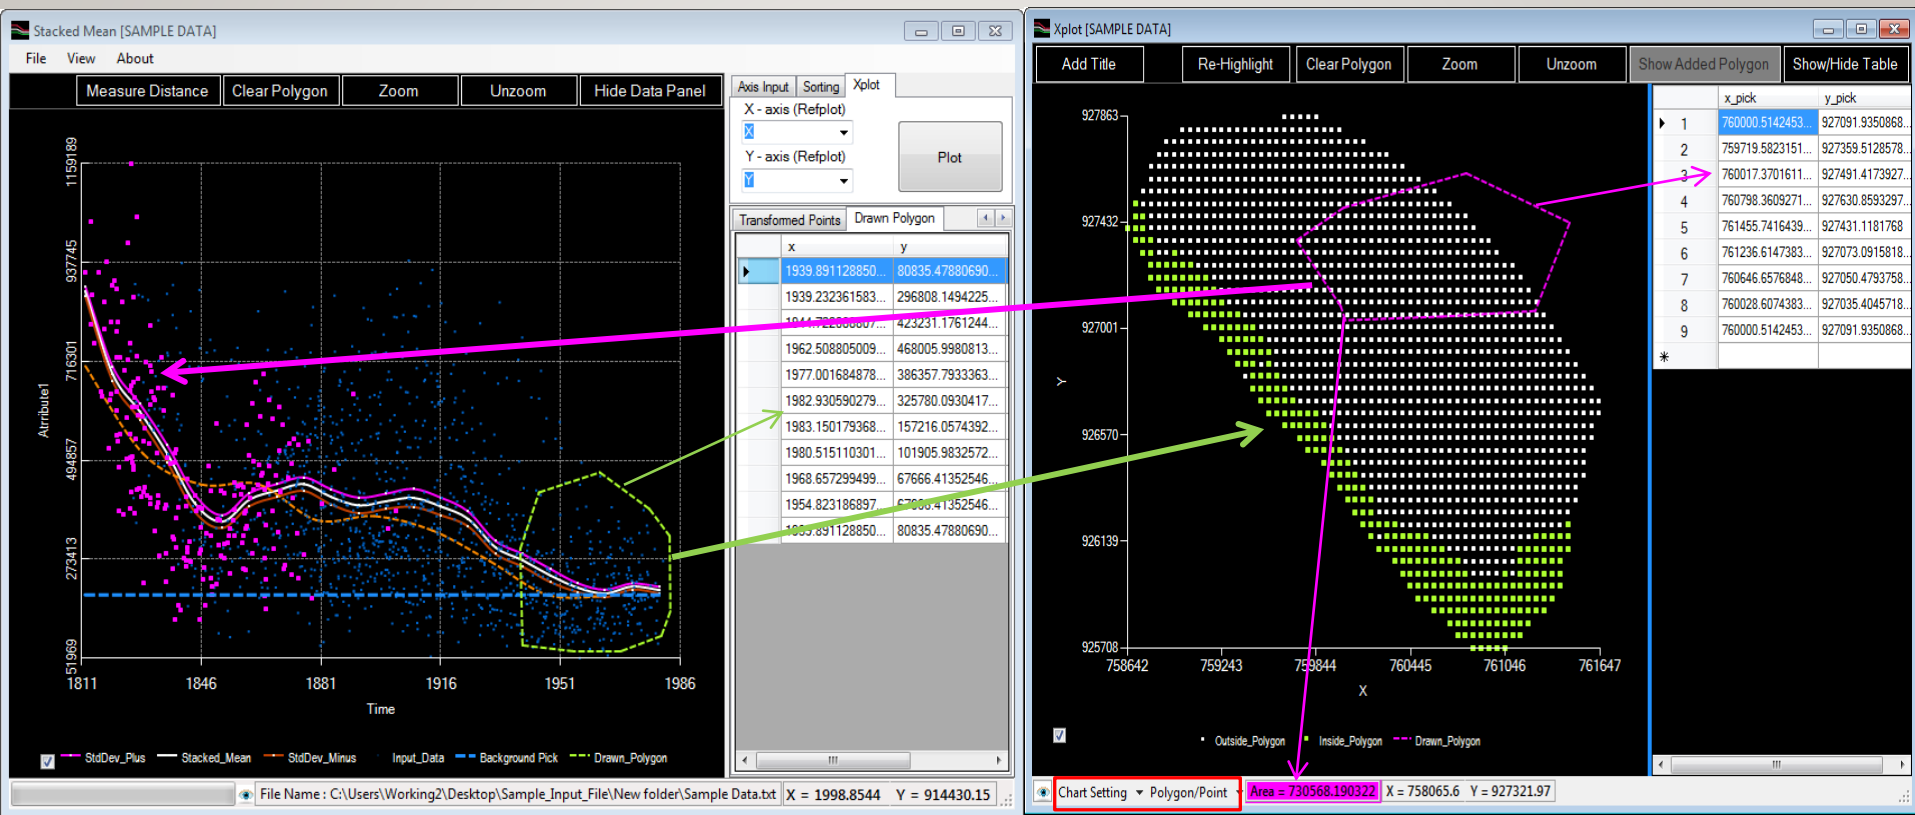 Stacked Mean [SAMPLE DATA]
File View About
Measure Distance Clear Polygon Zoom Unzoom Hide Data Panel
1159189
937745
716301
494857
273413
51969
Atrribute1
1811 1846 1881 1916 1951 1986
Time
StdDev_Plus Stacked_Mean StdDev_Minus Input_Data Background Pick Drawn_Polygon
Axis Input Sorting Xplot
X - axis (Refplot)
X
Y - axis (Refplot)
Y
Plot
Transformed Points Drawn Polygon
x y
1939.891128850... 80835.47880690...
1939.232361583... 296808.1494225...
423231.1761244...
1962.508805009... 468005.9980813...
1977.001684878... 386357.7933363...
1982.930590279... 325780.0930417...
1983.150179368... 157216.0574392...
1980.515110301... 101905.9832572...
1968.657299499... 67666.41352546...
1954.823186897... 67666.41352546...
1939.891128850... 80835.47880690...
File Name : C:\Users\Working2\Desktop\Sample_Input_File\New folder\Sample Data.txt X = 1998.8544 Y = 914430.15
Xplot [SAMPLE DATA]
Add Title Re-Highlight Clear Polygon Zoom Unzoom Show Added Polygon Show/Hide Table
927863
927432
927001
926570
926139
925708
Y
758642 759243 759844 760445 761046 761647
X
Outside_Polygon Inside_Polygon Drawn_Polygon
x_pick y_pick
1 760000.5142453... 927091.9350868...
2 759719.5823151... 927359.5128578...
3 760017.3701611... 927491.4173927...
4 760798.3609271... 927630.8593297...
5 761455.7416439... 927431.1181768
6 761236.6147383... 927073.0915818...
7 760646.6576848... 927050.4793758...
8 760028.6074383... 927035.4045718...
9 760000.5142453... 927091.9350868...
Chart Setting Polygon/Point Area = 730568.190322 X = 758065.6 Y = 927321.97